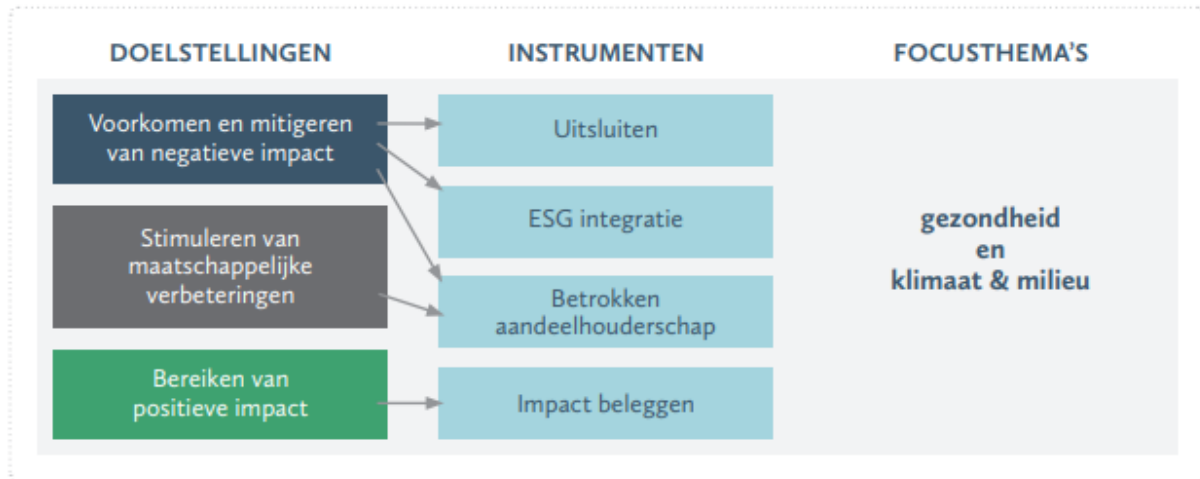 DOELSTELLINGEN
INSTRUMENTEN
FOCUSTHEMA'S
Voorkomen en mitigeren
van negatieve impact
Stimuleren van
maatschappelijke
verbeteringen
Bereiken van
positieve impact
Uitsluiten
ESG integratie
Betrokken
aandeelhouderschap
Impact beleggen
gezondheid
en
klimaat & milieu